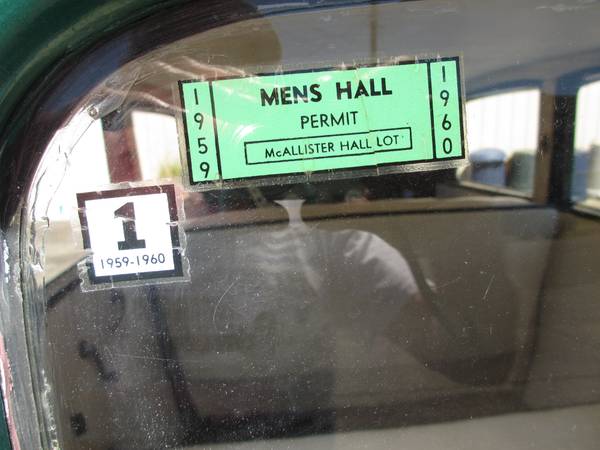 1959
MENS HALL
PERMIT
McALLISTER HALL LOT
1960
1
1959-1960